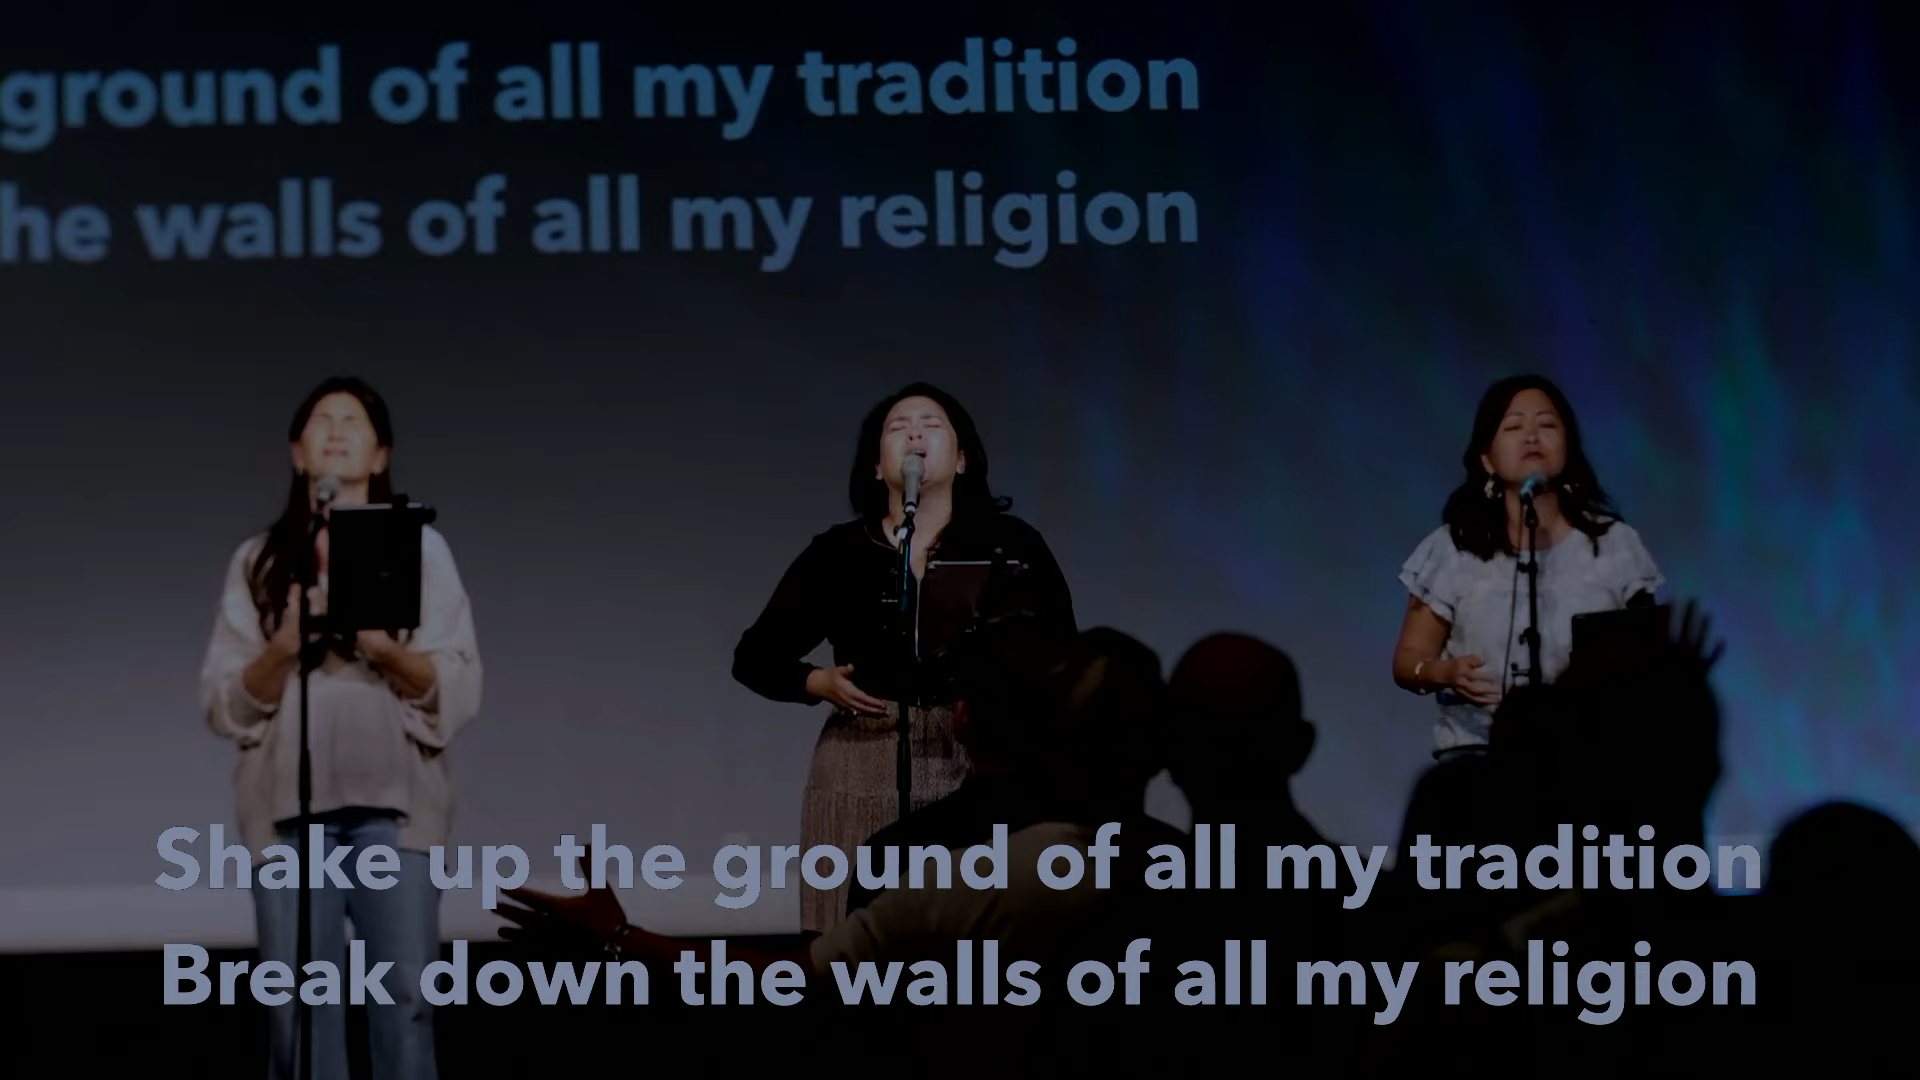 ground of all my tradition
he walls of all my religion
Shake up the ground of all my tradition
Break down the walls of all my religion